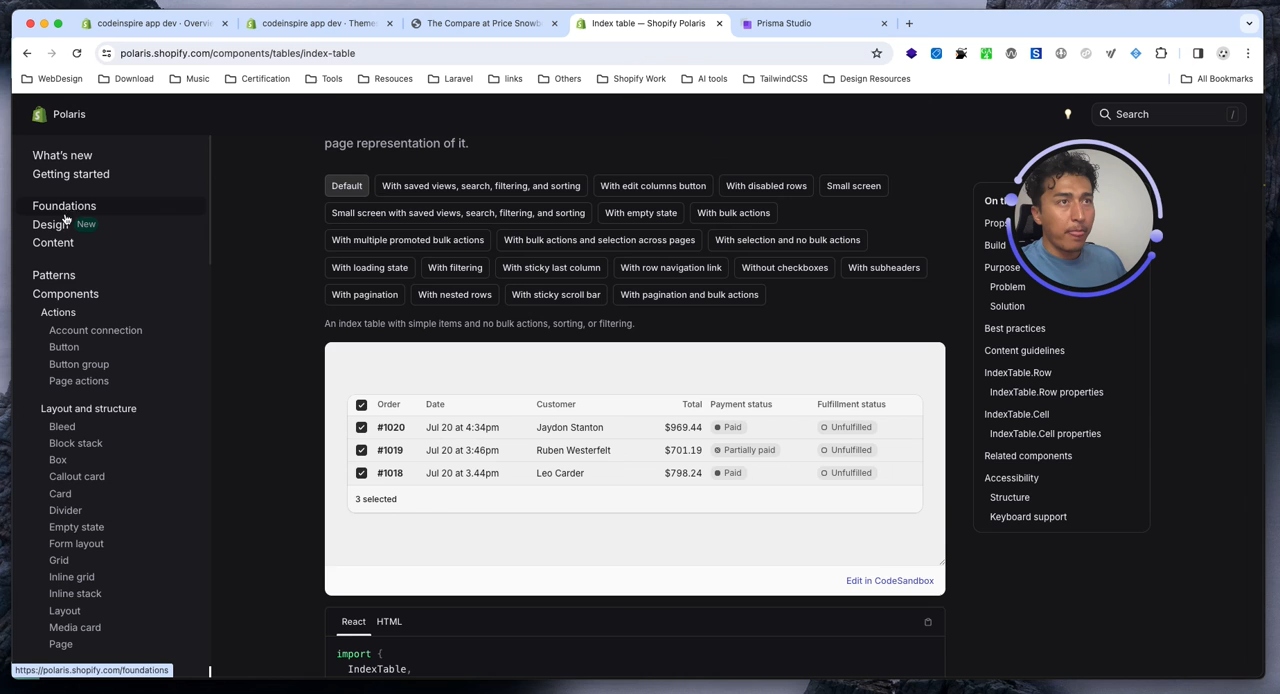 codeinspire app dev · Overvie
codeinspire app dev · Theme
The Compare at Price Snowb
Index table — Shopify Polaris
Prisma Studio
polaris.shopify.com/components/tables/index-table
WebDesign
Download
Music
Certification
Tools
Resouces
Laravel
links
Others
Shopify Work
AI tools
TailwindCSS
Design Resources
All Bookmarks
Polaris
Search
/
What's new
Getting started
Foundations
Design
New
Content
Patterns
Components
Actions
Account connection
Button
Button group
Page actions
Layout and structure
Bleed
Block stack
Box
Callout card
Card
Divider
Empty state
Form layout
Grid
Inline grid
Inline stack
Layout
Media card
Page
https://polaris.shopify.com/foundations
page representation of it.
Default
With saved views, search, filtering, and sorting
With edit columns button
With disabled rows
Small screen
Small screen with saved views, search, filtering, and sorting
With empty state
With bulk actions
With multiple promoted bulk actions
With bulk actions and selection across pages
With selection and no bulk actions
With loading state
With filtering
With sticky last column
With row navigation link
Without checkboxes
With subheaders
With pagination
With nested rows
With sticky scroll bar
With pagination and bulk actions
An index table with simple items and no bulk actions, sorting, or filtering.
Order Date Customer Total Payment status Fulfillment status
#1020 Jul 20 at 4:34pm Jaydon Stanton $969.44 Paid Unfulfilled
#1019 Jul 20 at 3:46pm Ruben Westerfelt $701.19 Partially paid Unfulfilled
#1018 Jul 20 at 3.44pm Leo Carder $798.24 Paid Unfulfilled
3 selected
Edit in CodeSandbox
React
HTML
import {
IndexTable,
On t
Props
Build
Purpose
Problem
Solution
Best practices
Content guidelines
IndexTable.Row
IndexTable.Row properties
IndexTable.Cell
IndexTable.Cell properties
Related components
Accessibility
Structure
Keyboard support